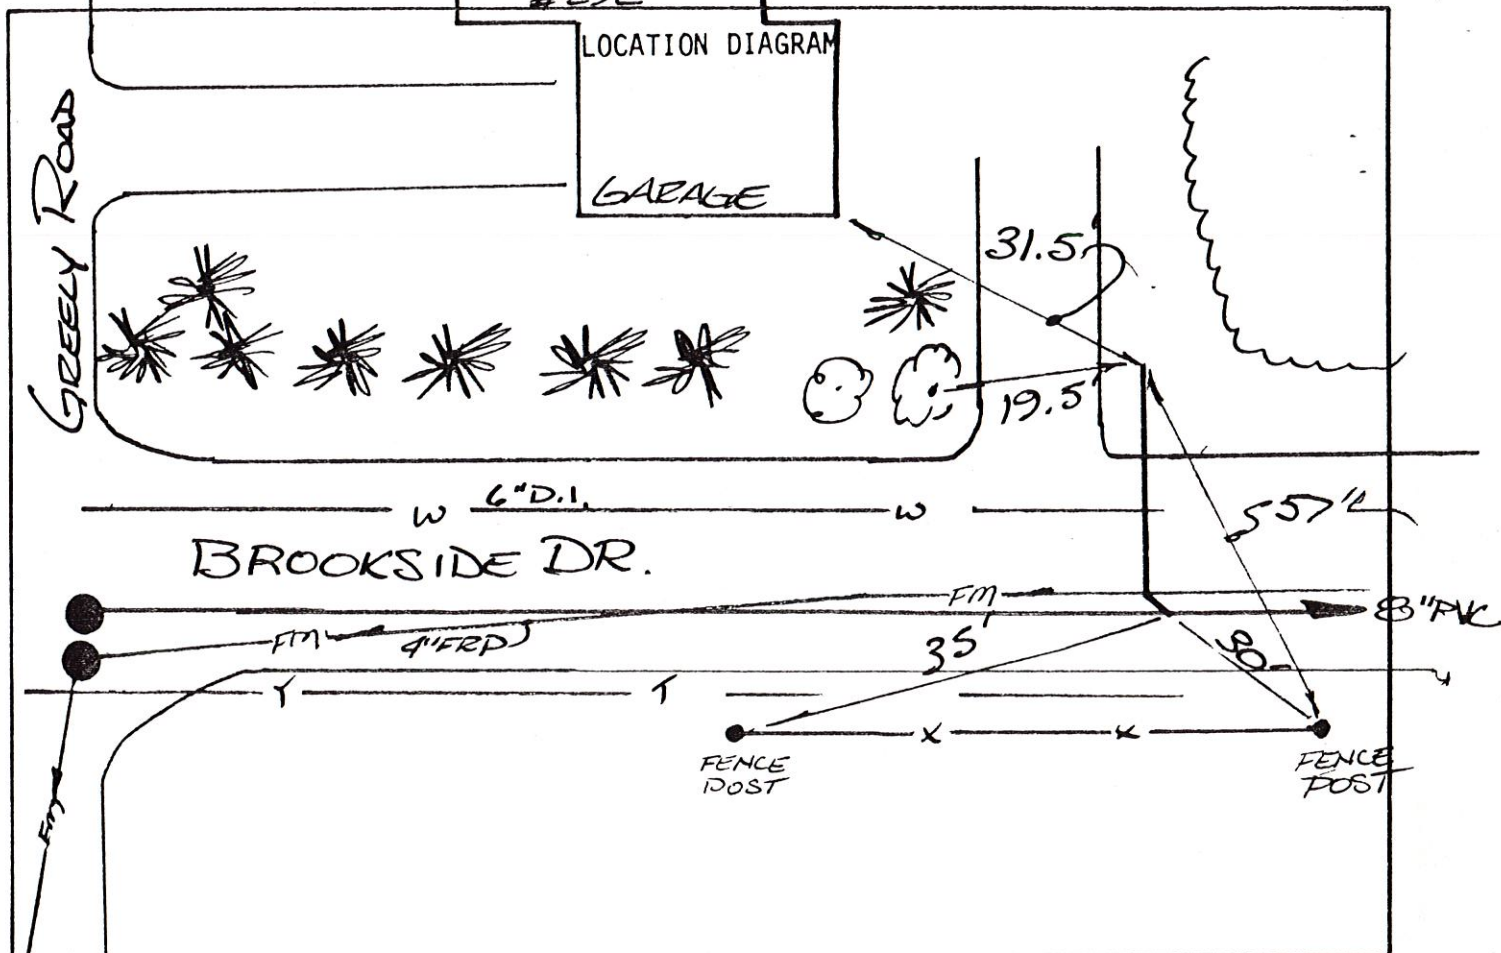 LOCATION DIAGRAM
GREELY ROAD
GARAGE
31.5'
19.5'
W 6"D.I. W
57'
BROOKSIDE DR.
FM
8"PVC
FM 4"FRP
35'
T T
X X
FENCE
POST
FENCE
POST
FM